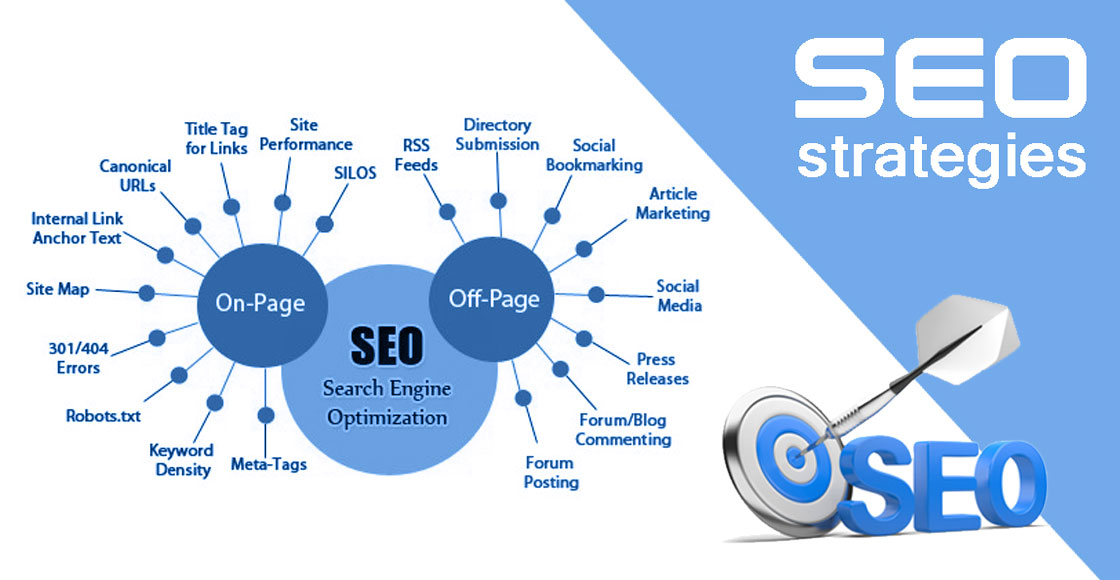 SEO
strategies
Title Tag
for Links
Site
Performance
SILOS
Canonical
URLs
Internal Link
Anchor Text
Site Map
301/404
Errors
Robots.txt
Keyword
Density
Meta-Tags
On-Page
SEO
Search Engine
Optimization
Off-Page
RSS
Feeds
Directory
Submission
Social
Bookmarking
Article
Marketing
Social
Media
Press
Releases
Forum/Blog
Commenting
Forum
Posting
SEO